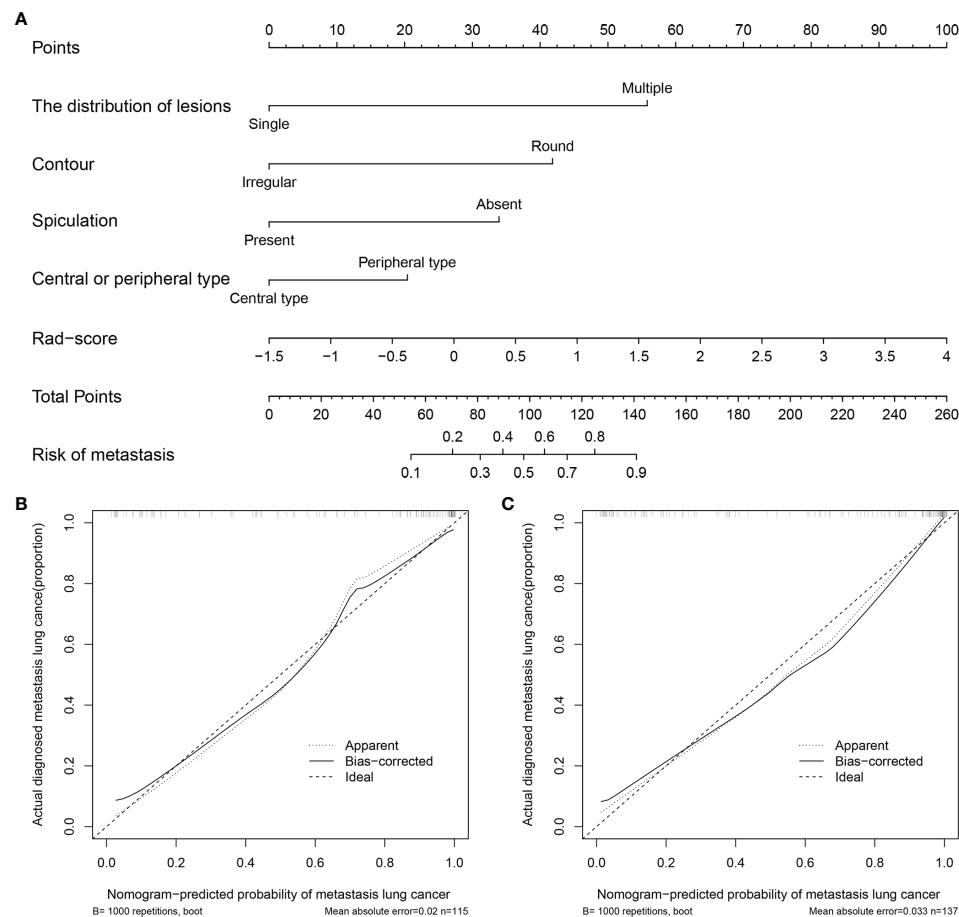 A
Points
0 10 20 30 40 50 60 70 80 90 100
The distribution of lesions
Multiple
Single
Contour
Round
Irregular
Spiculation
Absent
Present
Central or peripheral type
Peripheral type
Central type
Rad−score
−1.5 −1 −0.5 0 0.5 1 1.5 2 2.5 3 3.5 4
Total Points
0 20 40 60 80 100 120 140 160 180 200 220 240 260
Risk of metastasis
0.2 0.4 0.6 0.8
0.1 0.3 0.5 0.7 0.9
B
Actual diagnosed metastasis lung cance(proportion)
1.0
0.8
0.6
0.4
0.2
0.0
Apparent
Bias−corrected
Ideal
0.0 0.2 0.4 0.6 0.8 1.0
Nomogram−predicted probability of metastasis lung cancer
B= 1000 repetitions, boot
Mean absolute error=0.02 n=115
C
Actual diagnosed metastasis lung cance(proportion)
1.0
0.8
0.6
0.4
0.2
0.0
Apparent
Bias−corrected
Ideal
0.0 0.2 0.4 0.6 0.8 1.0
Nomogram−predicted probability of metastasis lung cancer
B= 1000 repetitions, boot
Mean absolute error=0.033 n=137